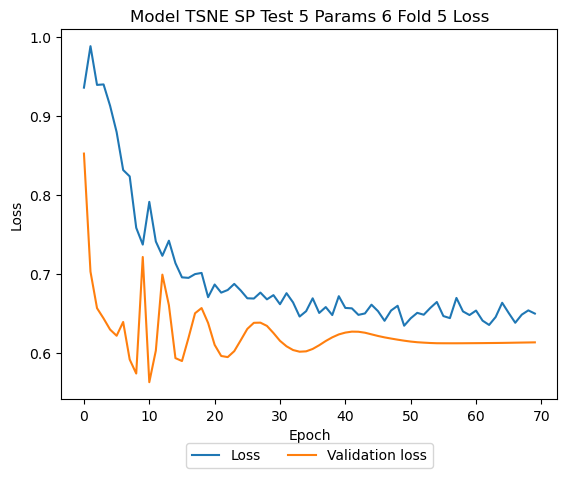 Model TSNE SP Test 5 Params 6 Fold 5 Loss
1.0
0.9
0.8
0.7
0.6
Loss
0 10 20 30 40 50 60 70
Epoch
Loss Validation loss